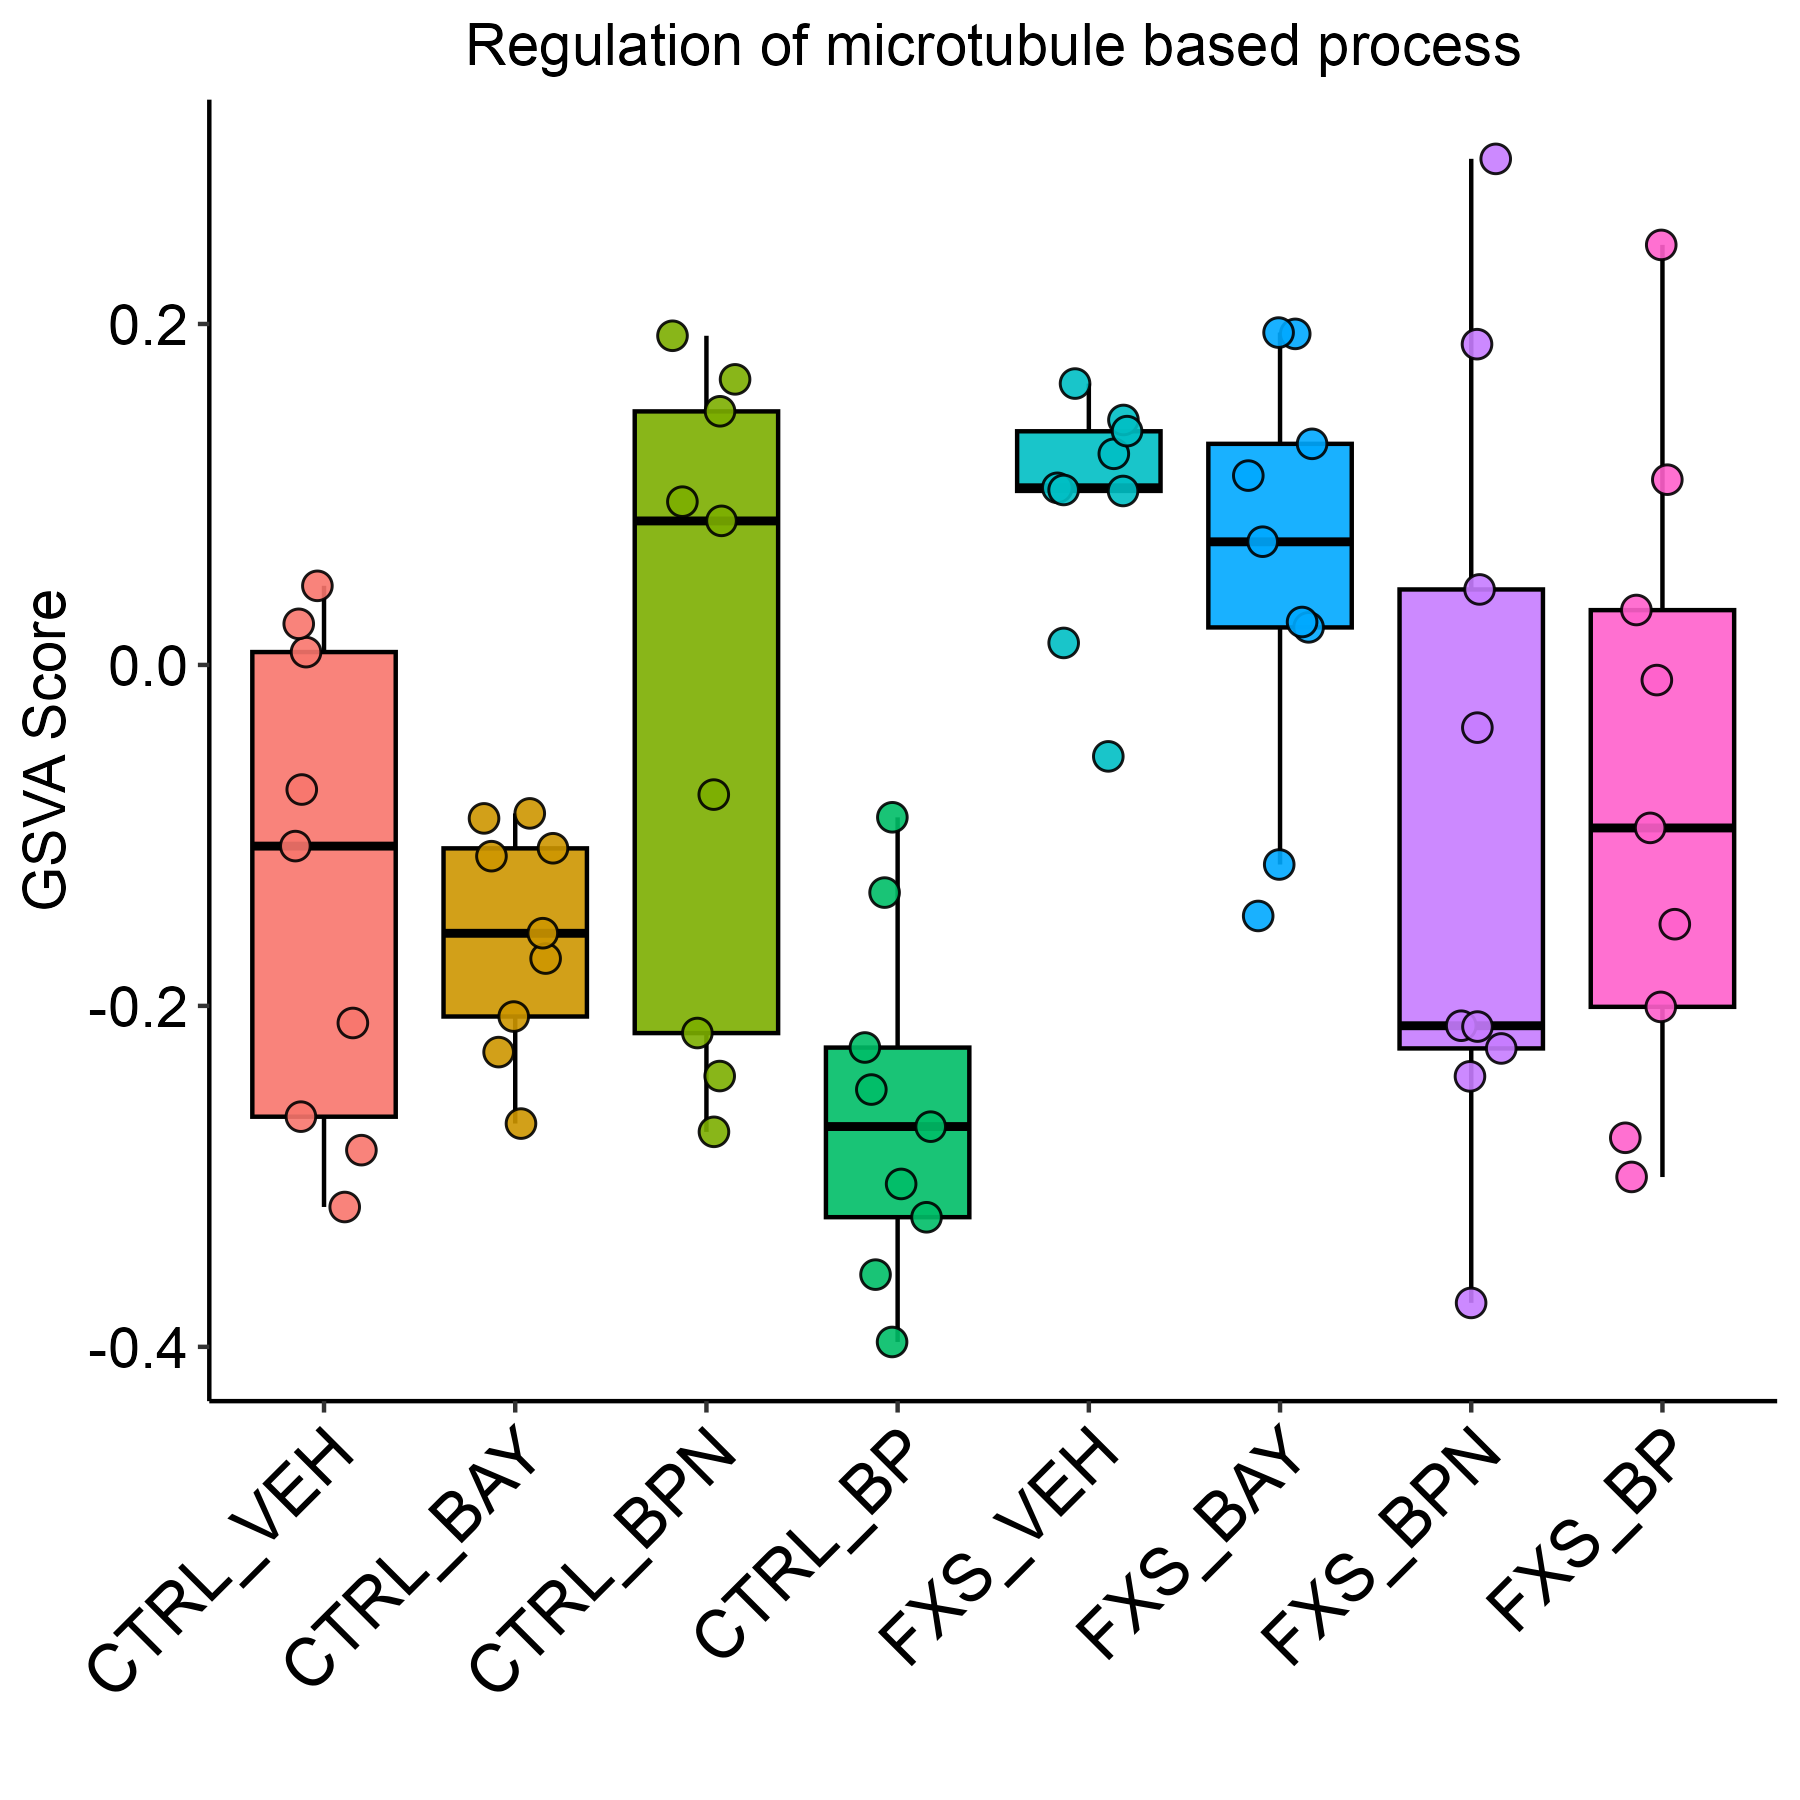 Regulation of microtubule based process
GSVA Score
0.2
0.0
-0.2
-0.4
CTRL_VEH
CTRL_BAY
CTRL_BPN
CTRL_BP
FXS_VEH
FXS_BAY
FXS_BPN
FXS_BP